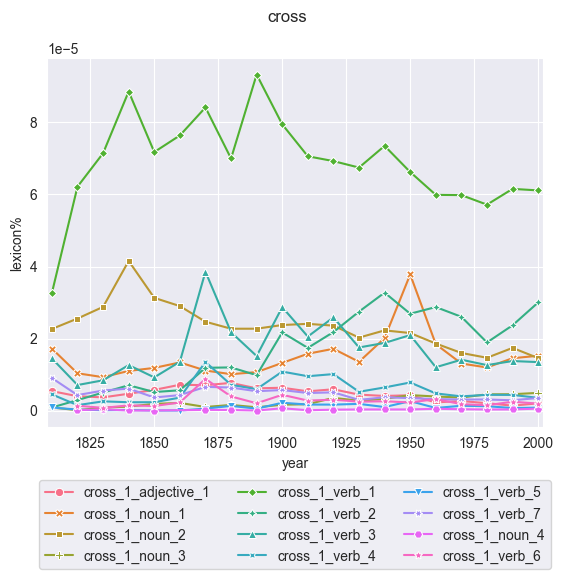 cross
1e−5
8
6
4
2
0
lexicon%
1825 1850 1875 1900 1925 1950 1975 2000
year
cross_1_adjective_1 cross_1_verb_1 cross_1_verb_5
cross_1_noun_1 cross_1_verb_2 cross_1_verb_7
cross_1_noun_2 cross_1_verb_3 cross_1_noun_4
cross_1_noun_3 cross_1_verb_4 cross_1_verb_6